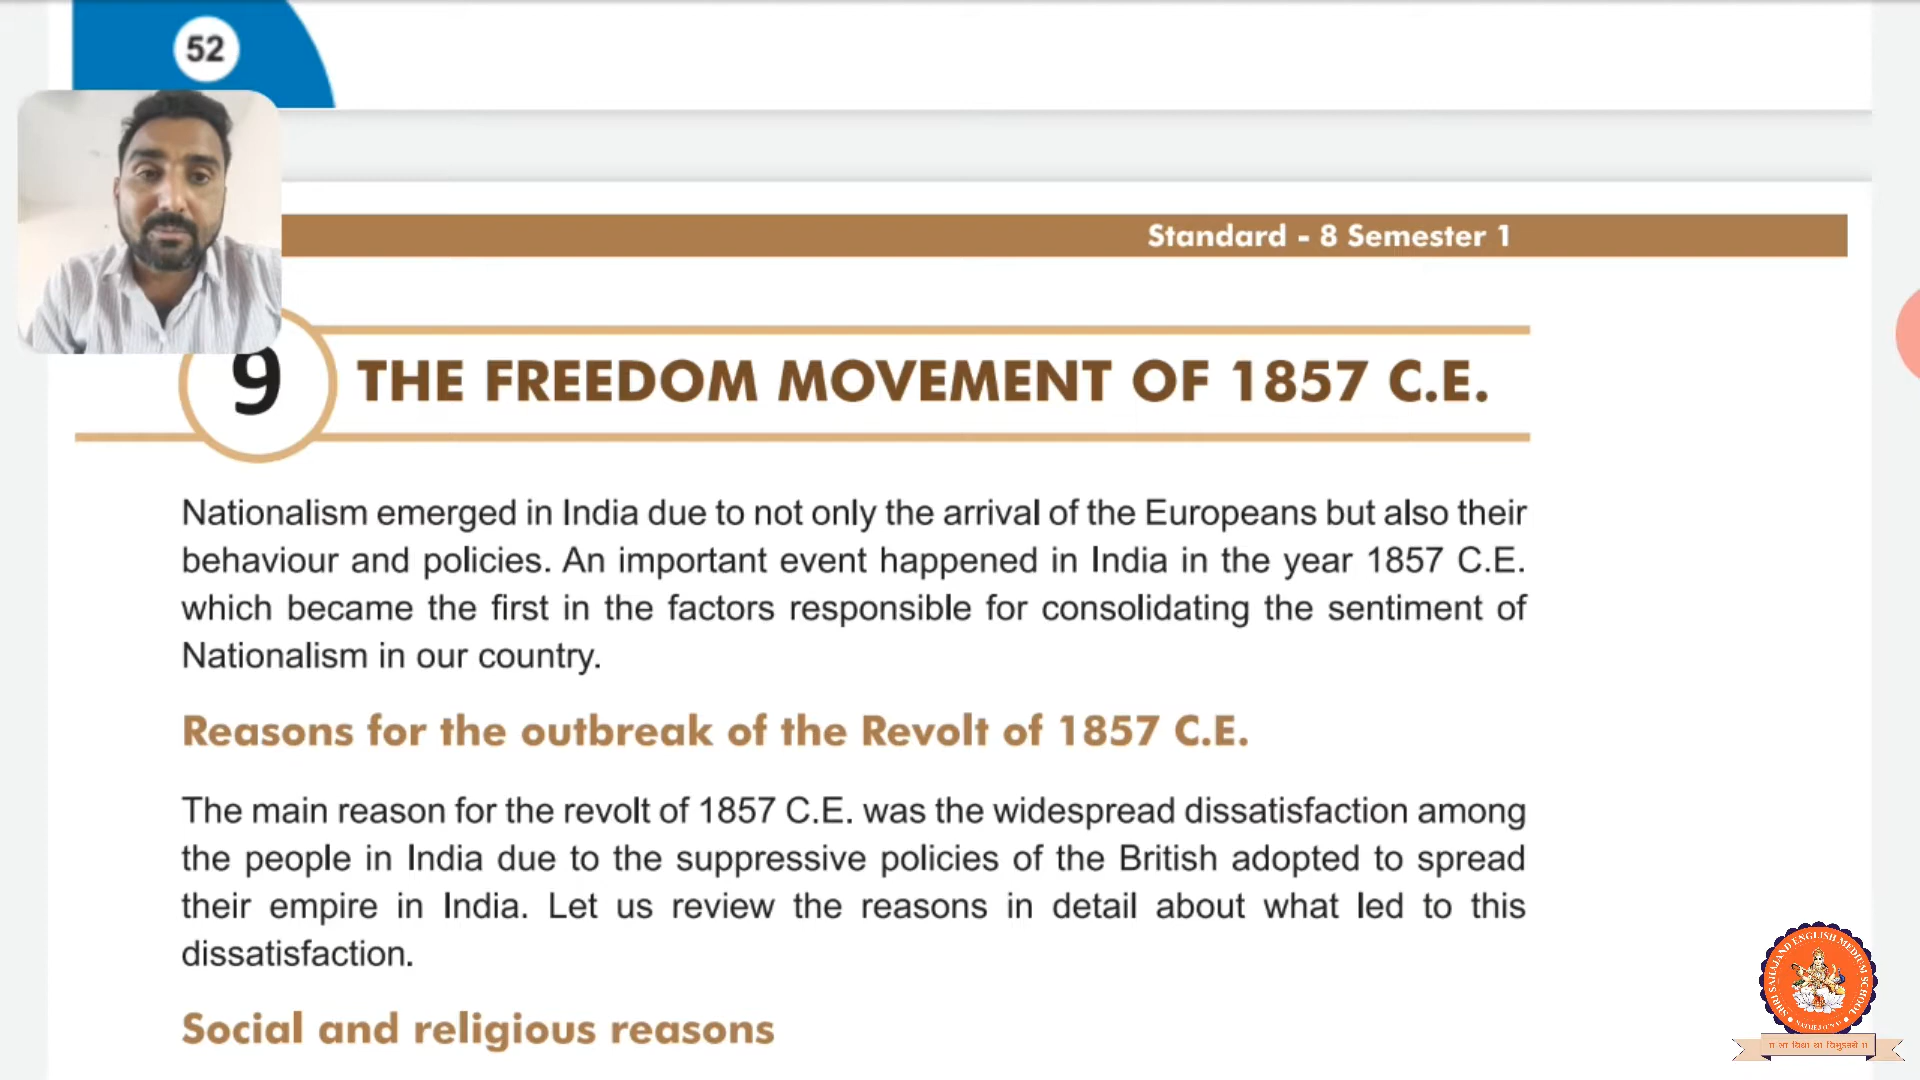 52
Standard - 8 Semester 1
9
THE FREEDOM MOVEMENT OF 1857 C.E.
Nationalism emerged in India due to not only the arrival of the Europeans but also their
behaviour and policies. An important event happened in India in the year 1857 C.E.
which became the first in the factors responsible for consolidating the sentiment of
Nationalism in our country.
Reasons for the outbreak of the Revolt of 1857 C.E.
The main reason for the revolt of 1857 C.E. was the widespread dissatisfaction among
the people in India due to the suppressive policies of the British adopted to spread
their empire in India. Let us review the reasons in detail about what led to this
dissatisfaction.
Social and religious reasons
SHRI SAHAJANAND ENGLISH MEDIUM SCHOOL
॥ सा विद्या या विमुक्तये ॥